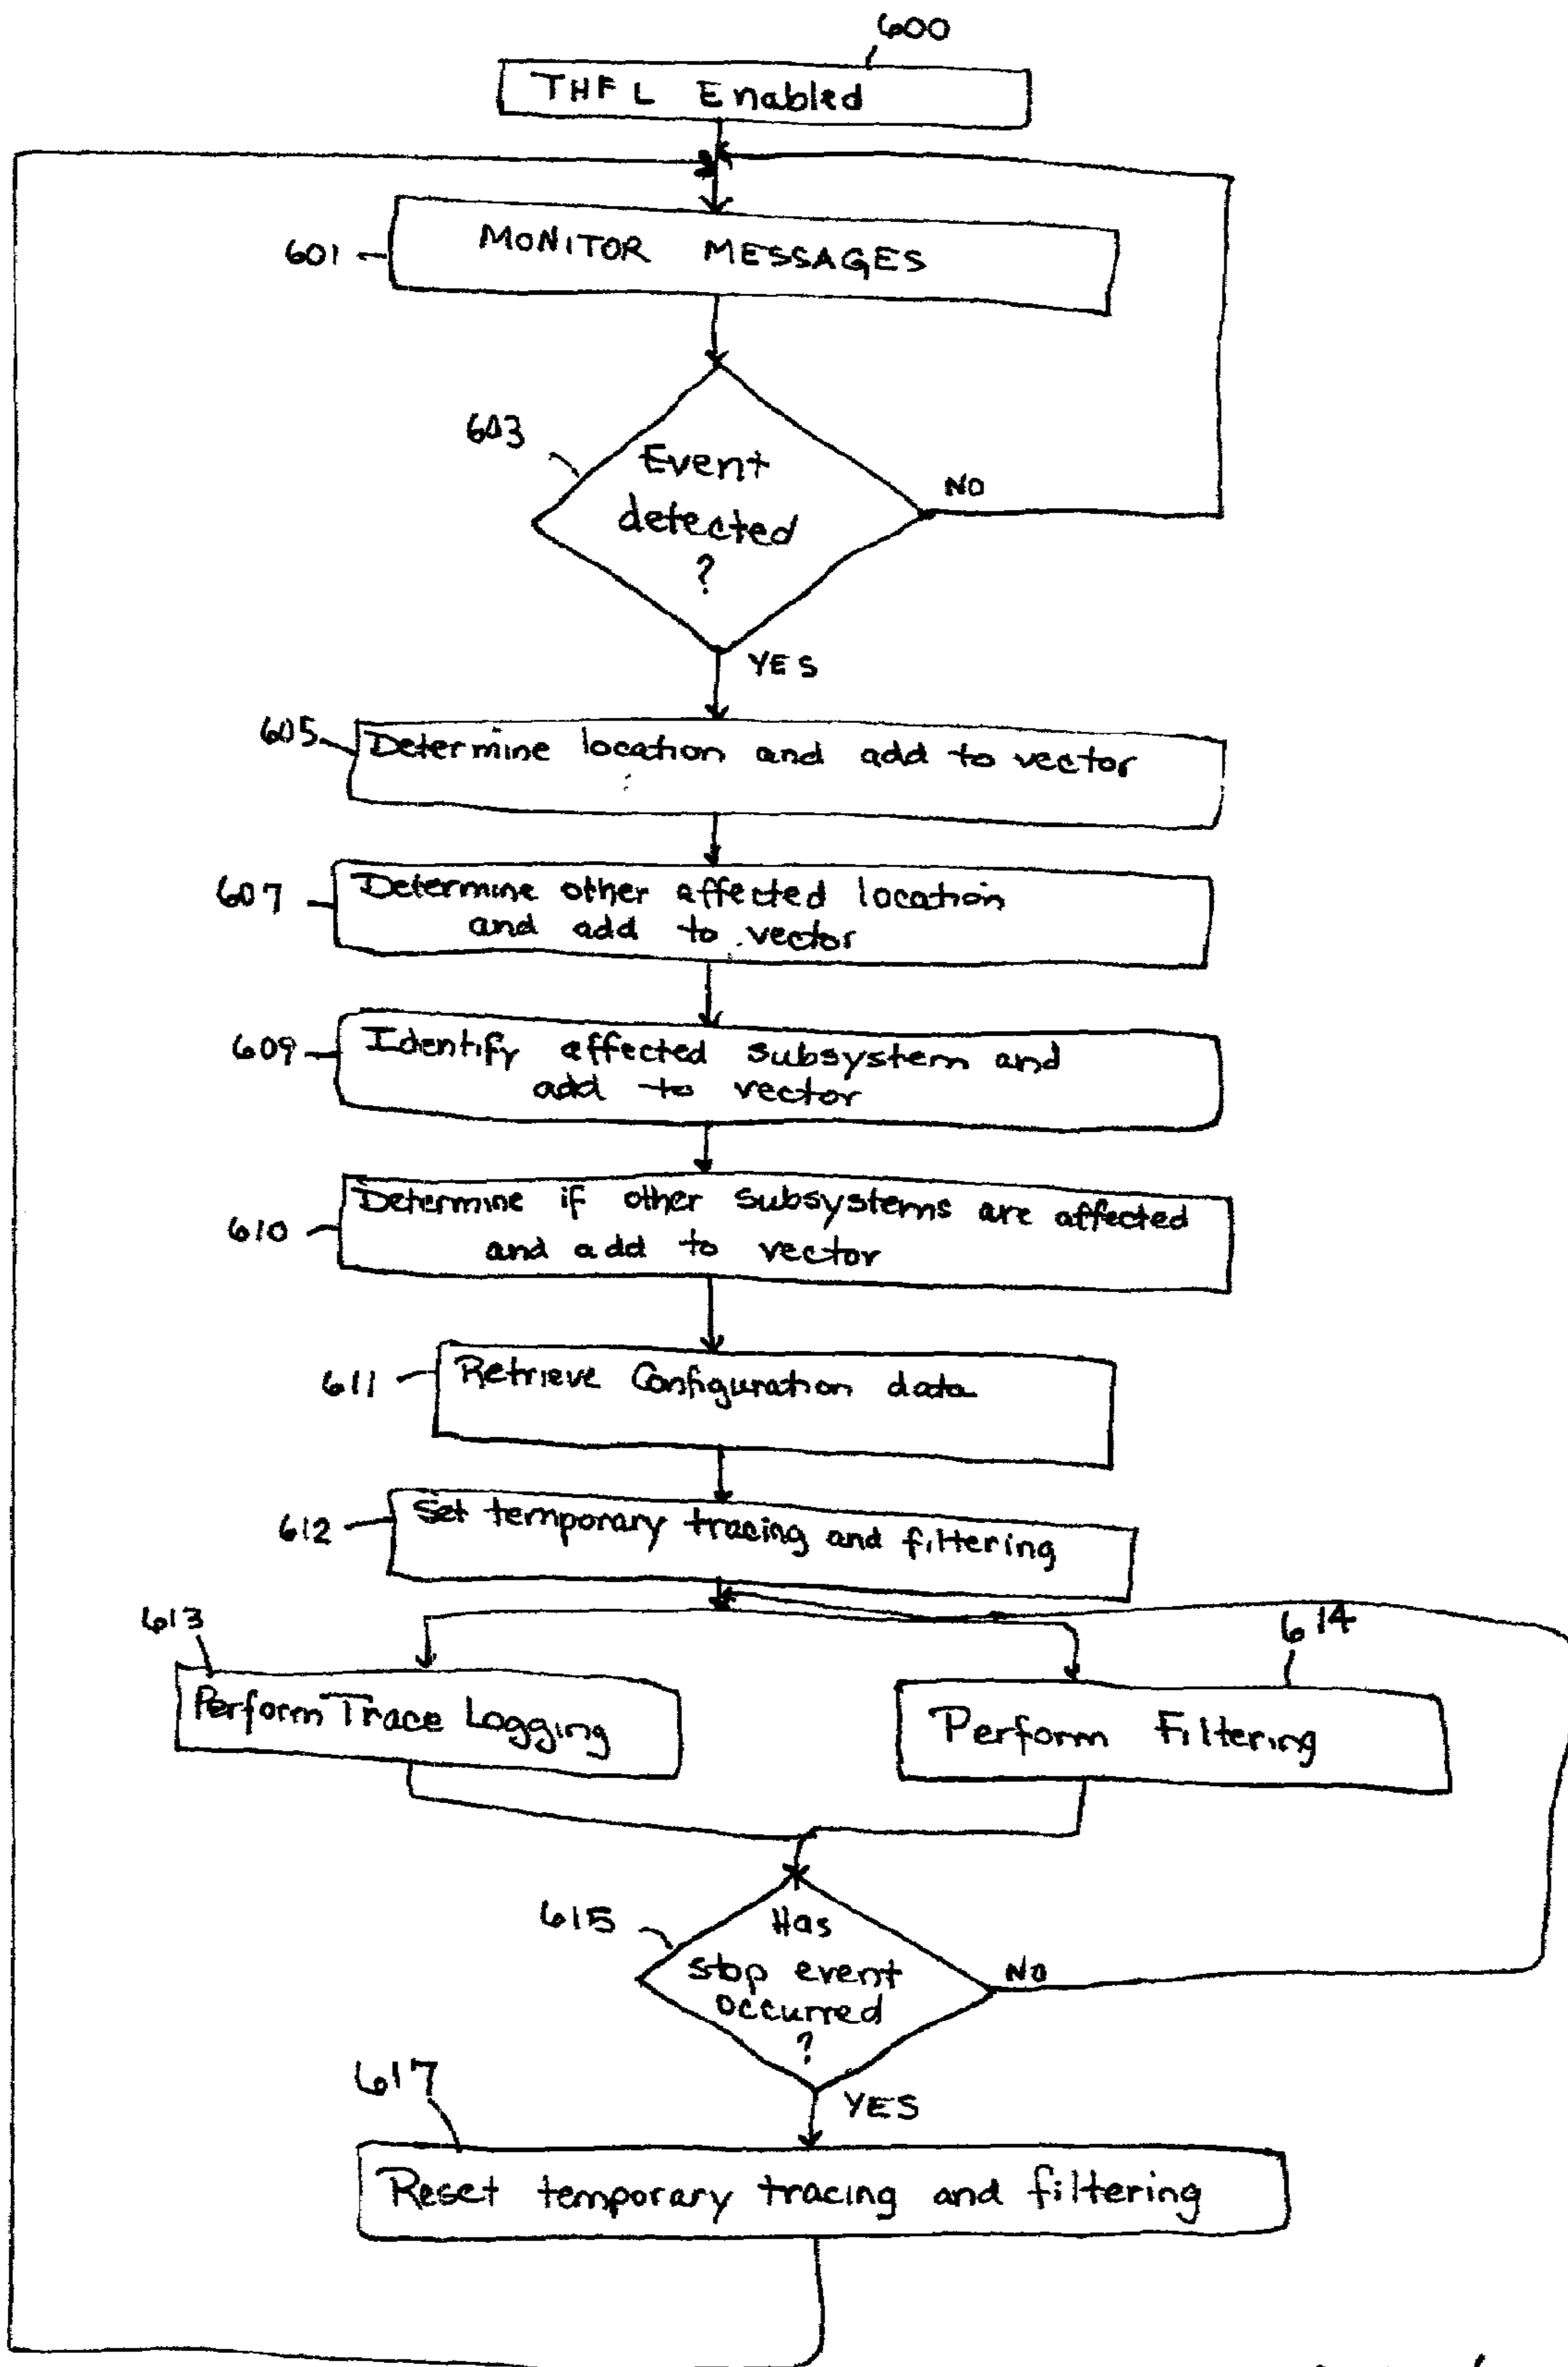 600
THFL Enabled
601
MONITOR MESSAGES
603
Event
detected
?
NO
YES
605
Determine location and add to vector
607
Determine other affected location
and add to vector
609
Identify affected subsystem and
add to vector
610
Determine if other subsystems are affected
and add to vector
611
Retrieve Configuration data
612
Set temporary tracing and filtering
613
Perform Trace Logging
614
Perform Filtering
615
Has
stop event
occurred
?
NO
YES
617
Reset temporary tracing and filtering